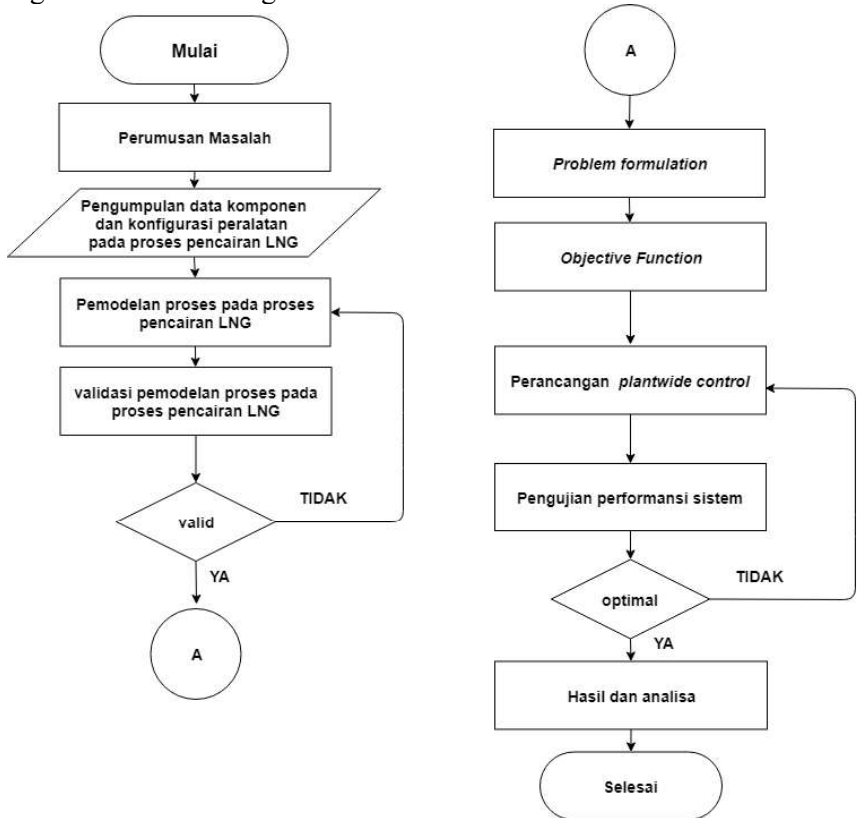 Mulai
Perumusan Masalah
Pengumpulan data komponen
dan konfigurasi peralatan
pada proses pencairan LNG
Pemodelan proses pada proses
pencairan LNG
validasi pemodelan proses pada
proses pencairan LNG
valid
TIDAK
YA
A
A
Problem formulation
Objective Function
Perancangan plantwide control
Pengujian performansi sistem
optimal
TIDAK
YA
Hasil dan analisa
Selesai